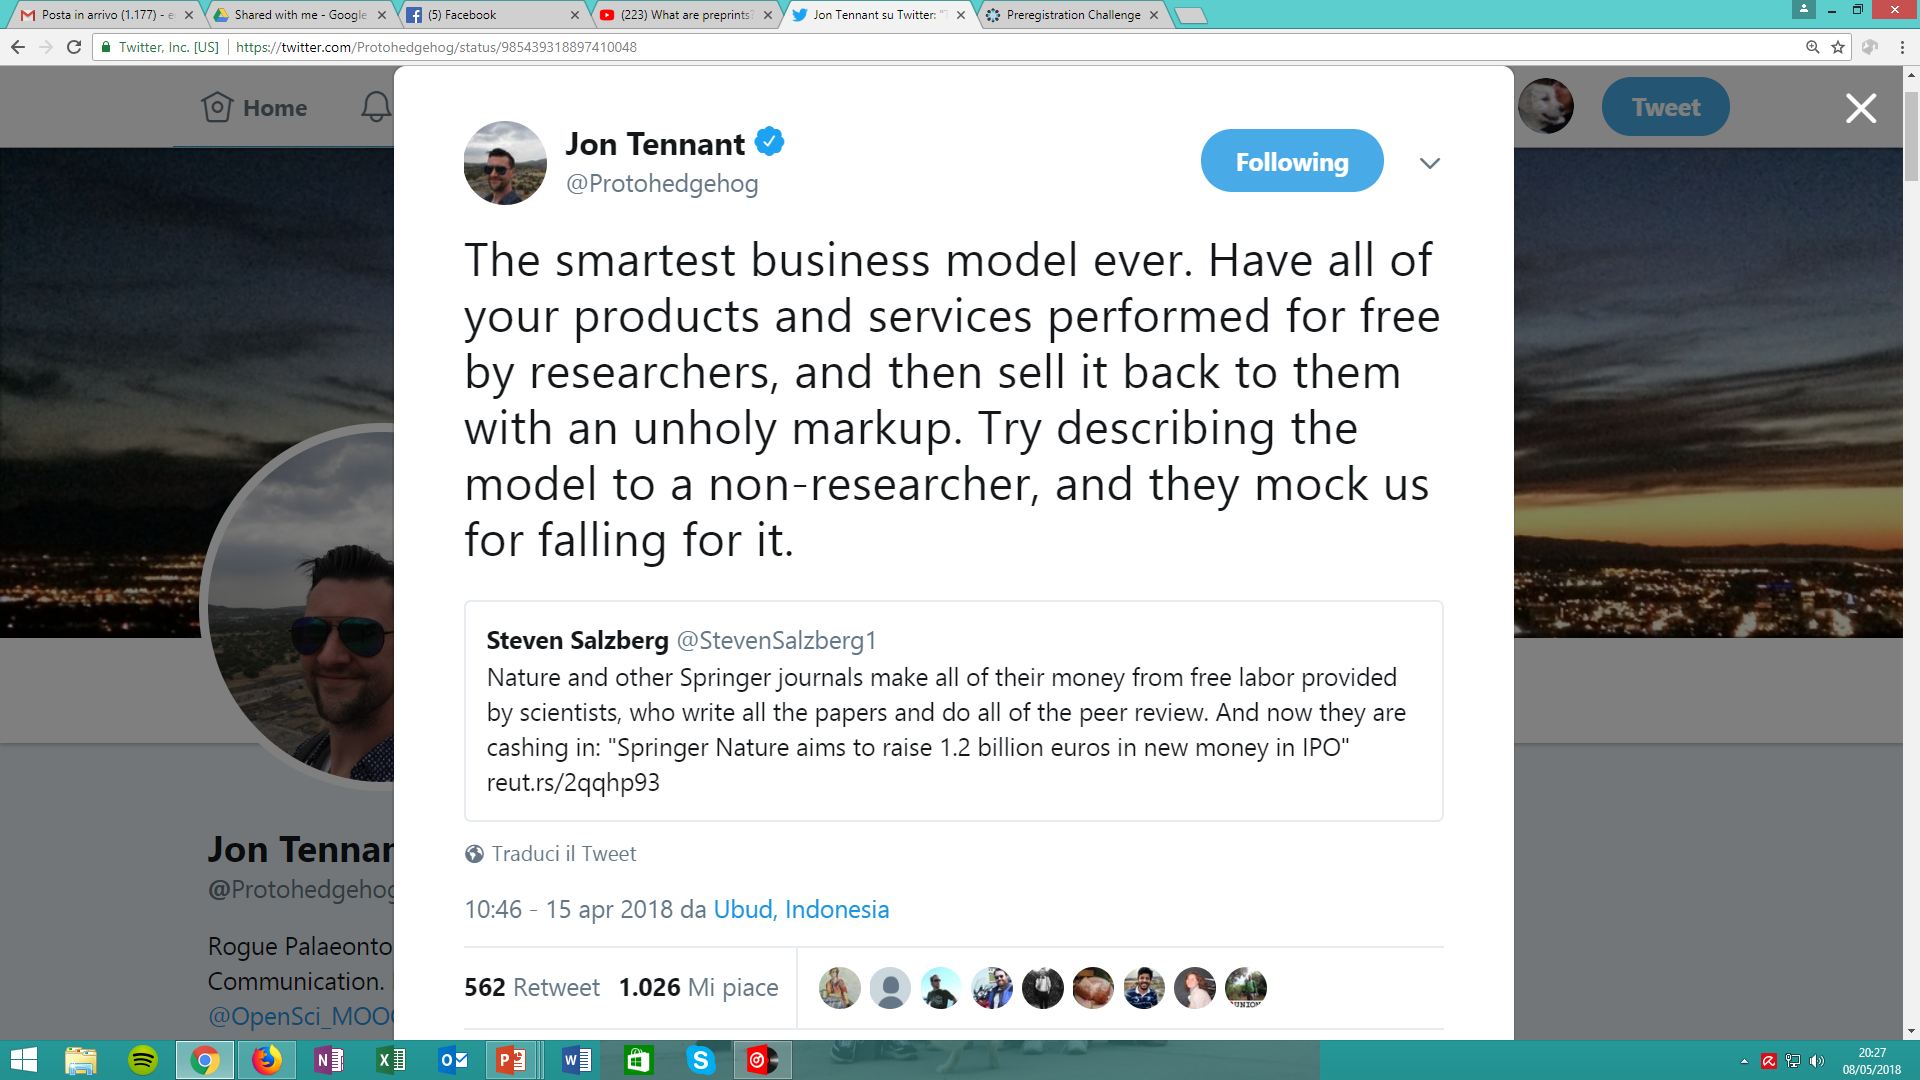 Posta in arrivo (1.177) - e
Shared with me - Google
(5) Facebook
(223) What are preprints?
Jon Tennant su Twitter: "T
Preregistration Challenge
Twitter, Inc. [US]
https://twitter.com/Protohedgehog/status/985439318897410048
Home
Tweet
Jon Tennant
@Protohedgehog
Following
The smartest business model ever. Have all of
your products and services performed for free
by researchers, and then sell it back to them
with an unholy markup. Try describing the
model to a non-researcher, and they mock us
for falling for it.
Steven Salzberg @StevenSalzberg1
Nature and other Springer journals make all of their money from free labor provided
by scientists, who write all the papers and do all of the peer review. And now they are
cashing in: "Springer Nature aims to raise 1.2 billion euros in new money in IPO"
reut.rs/2qqhp93
Traduci il Tweet
10:46 - 15 apr 2018 da Ubud, Indonesia
562 Retweet 1.026 Mi piace
UNION
Jon Tennan
@Protohedgehog
Rogue Palaeonto
Communication.
@OpenSci_MOO
20:27
08/05/2018